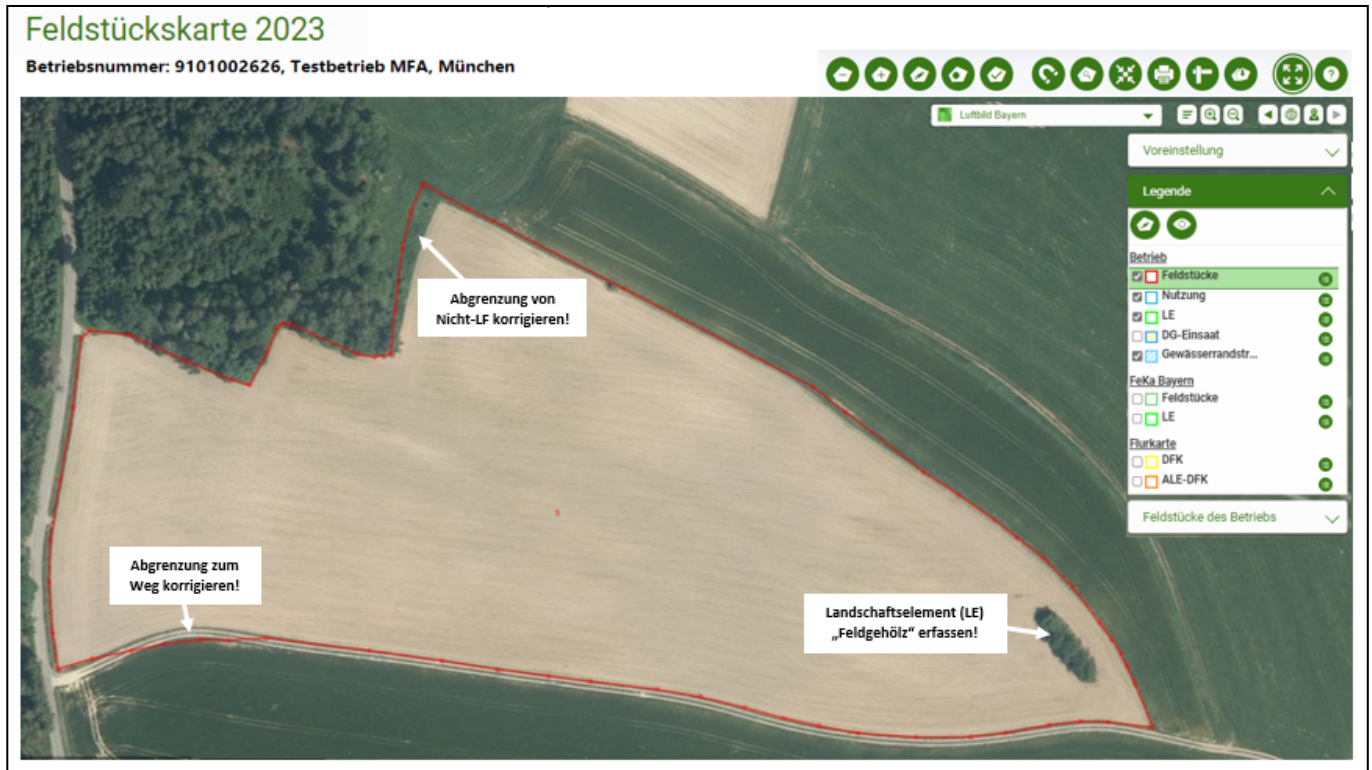 Feldstückskarte 2023
Betriebsnummer: 9101002626, Testbetrieb MFA, München
Luftbild Bayern
Voreinstellung
Legende
Betrieb
Feldstücke
Nutzung
LE
DG-Einsaat
Gewässerrandstr...
FeKa Bayern
Feldstücke
LE
Flurkarte
DFK
ALE-DFK
Feldstücke des Betriebs
Abgrenzung von
Nicht-LF korrigieren!
Abgrenzung zum
Weg korrigieren!
Landschaftselement (LE)
„Feldgehölz“ erfassen!